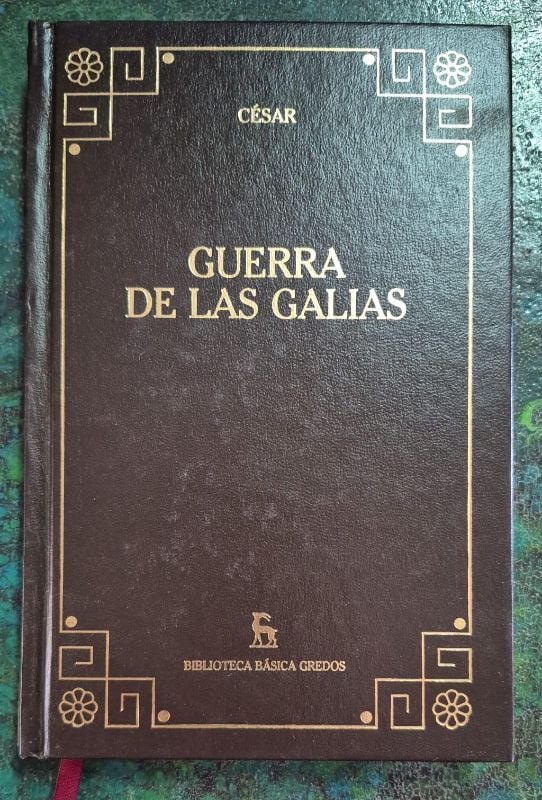 CÉSAR
GUERRA
DE LAS GALIAS
BIBLIOTECA BÁSICA GREDOS